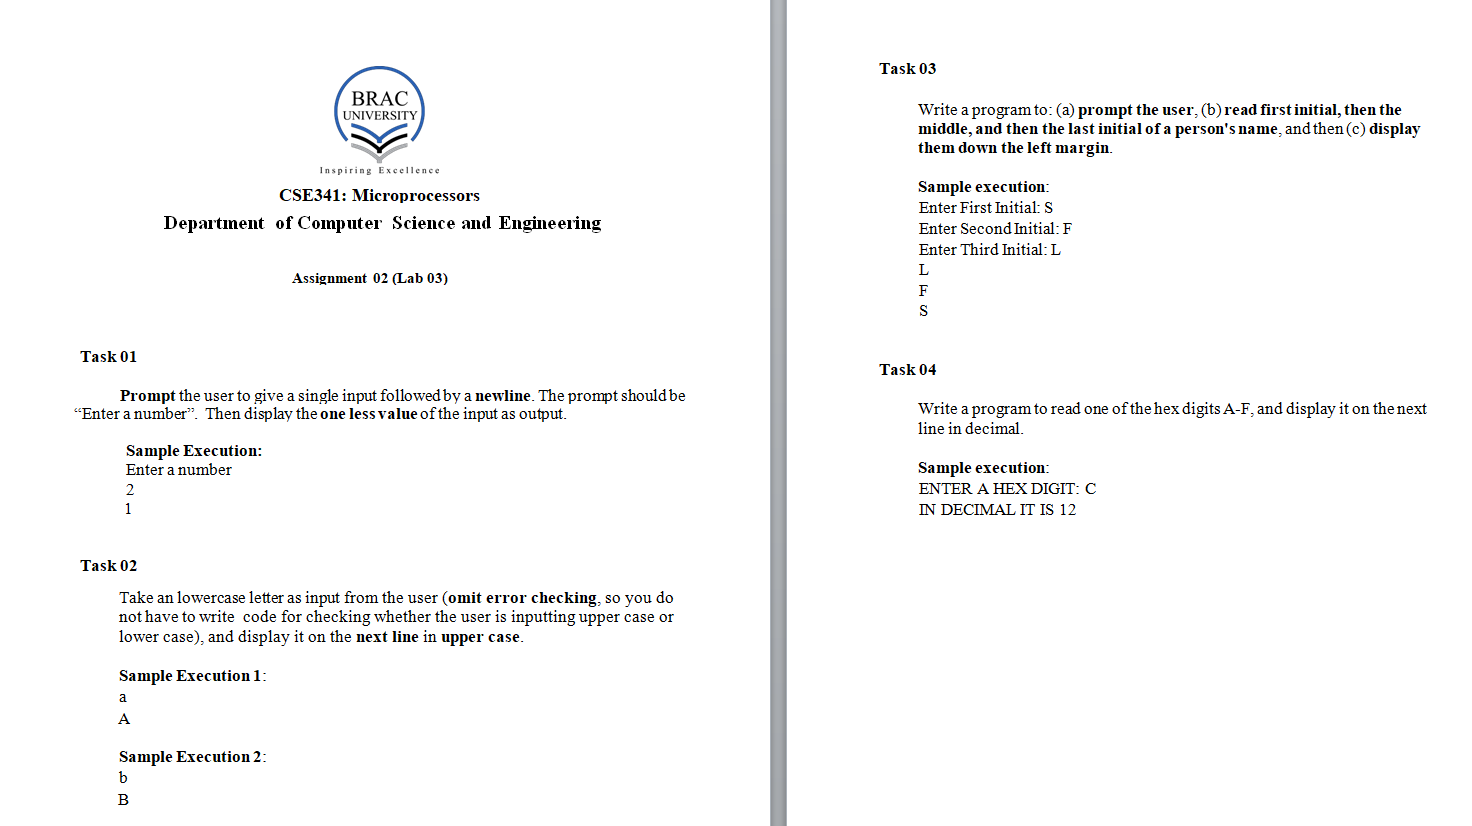 BRAC
UNIVERSITY
Inspiring Excellence
CSE341: Microprocessors
Department of Computer Science and Engineering
Assignment 02 (Lab 03)
Task 01
Prompt the user to give a single input followed by a newline. The prompt should be
“Enter a number”. Then display the one less value of the input as output.
Sample Execution:
Enter a number
2
1
Task 02
Take an lowercase letter as input from the user (omit error checking, so you do
not have to write code for checking whether the user is inputting upper case or
lower case), and display it on the next line in upper case.
Sample Execution 1:
a
A
Sample Execution 2:
b
B
Task 03
Write a program to: (a) prompt the user, (b) read first initial, then the
middle, and then the last initial of a person's name, and then (c) display
them down the left margin.
Sample execution:
Enter First Initial: S
Enter Second Initial: F
Enter Third Initial: L
L
F
S
Task 04
Write a program to read one of the hex digits A-F, and display it on the next
line in decimal.
Sample execution:
ENTER A HEX DIGIT: C
IN DECIMAL IT IS 12